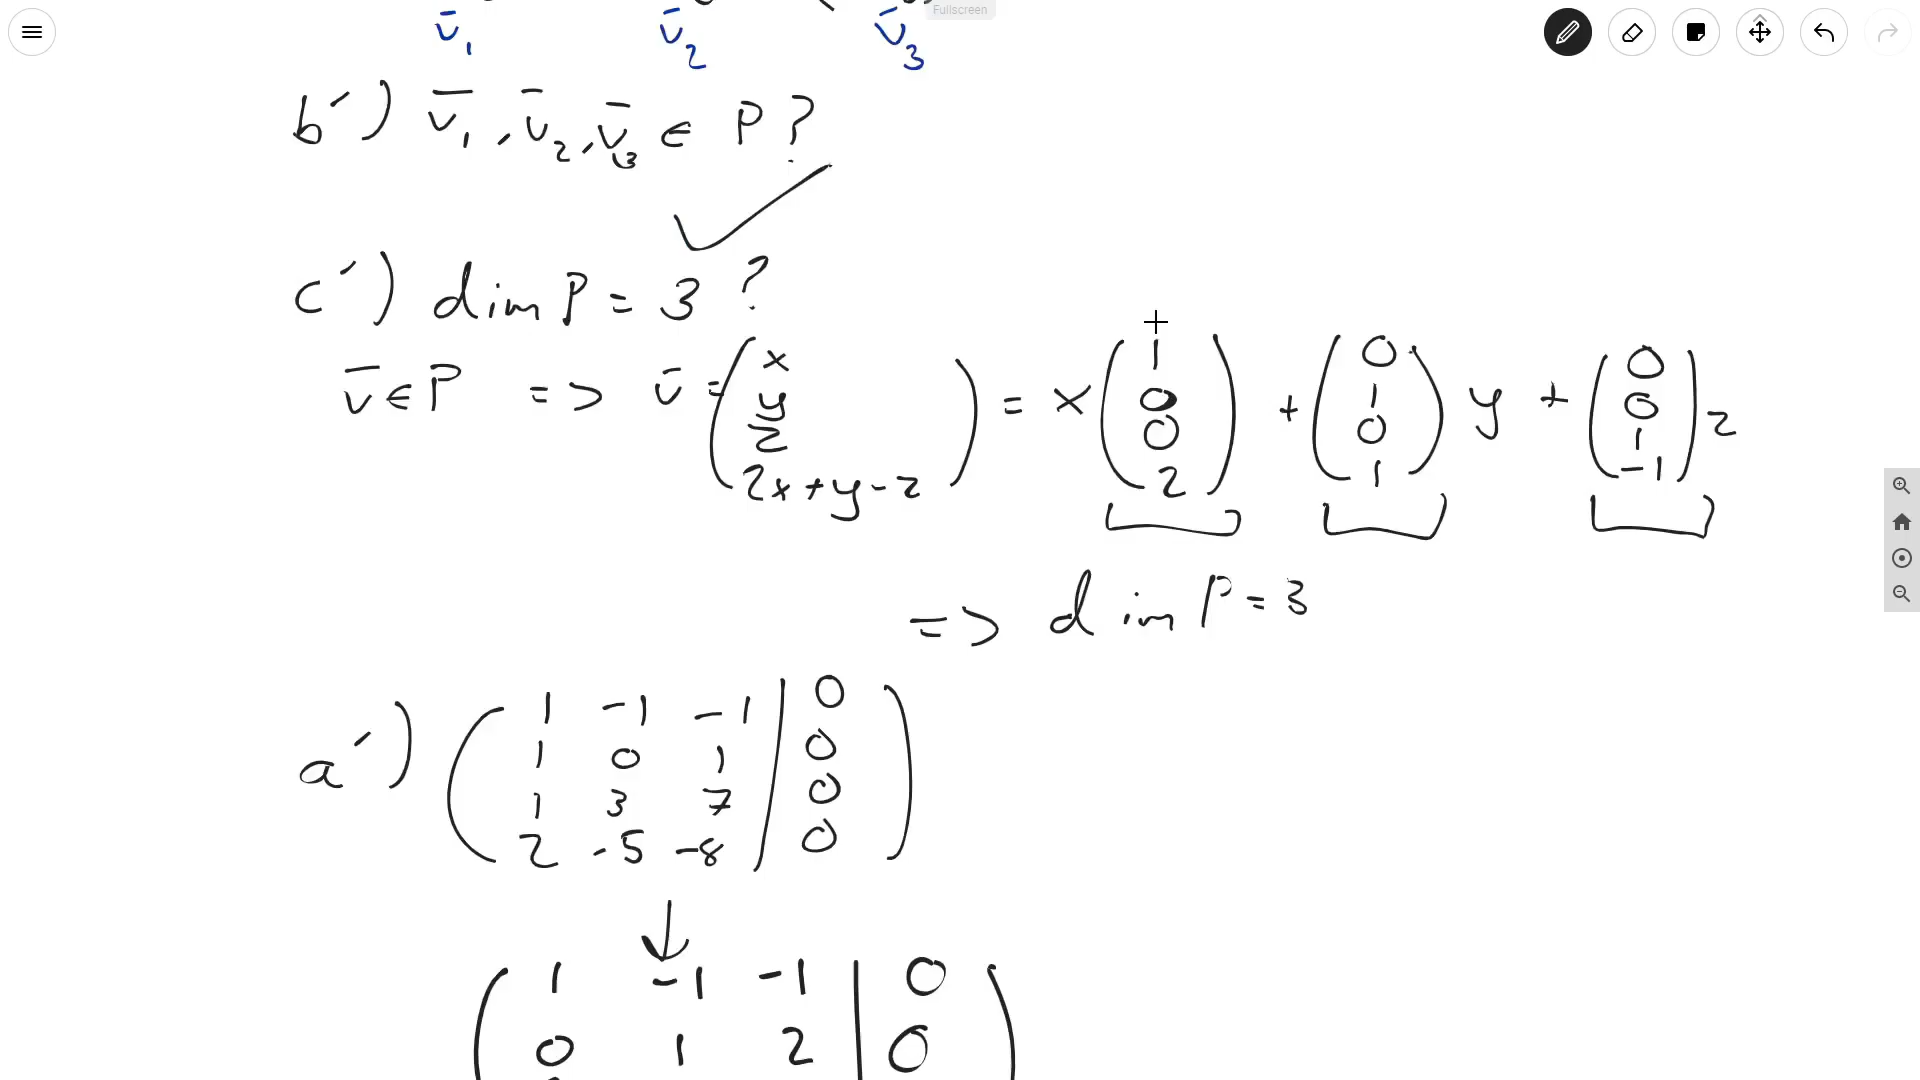 Fullscreen
v̄₁ v̄₂ v̄₃
b′) v̄₁, v̄₂, v̄₃ ∈ P?
c′) dim P = 3 ?
v̄ ∈ P => v̄ = (x y z 2x+y-z) = x (1 0 0 2) + (0 1 0 1) y + (0 0 1 -1) z
=> dim P = 3
a′) ( 1 -1 -1 | 0
1 0 1 | 0
1 3 7 | 0
2 -5 -8 | 0 )
↓
( 1 -1 -1 | 0
0 1 2 | 0 )